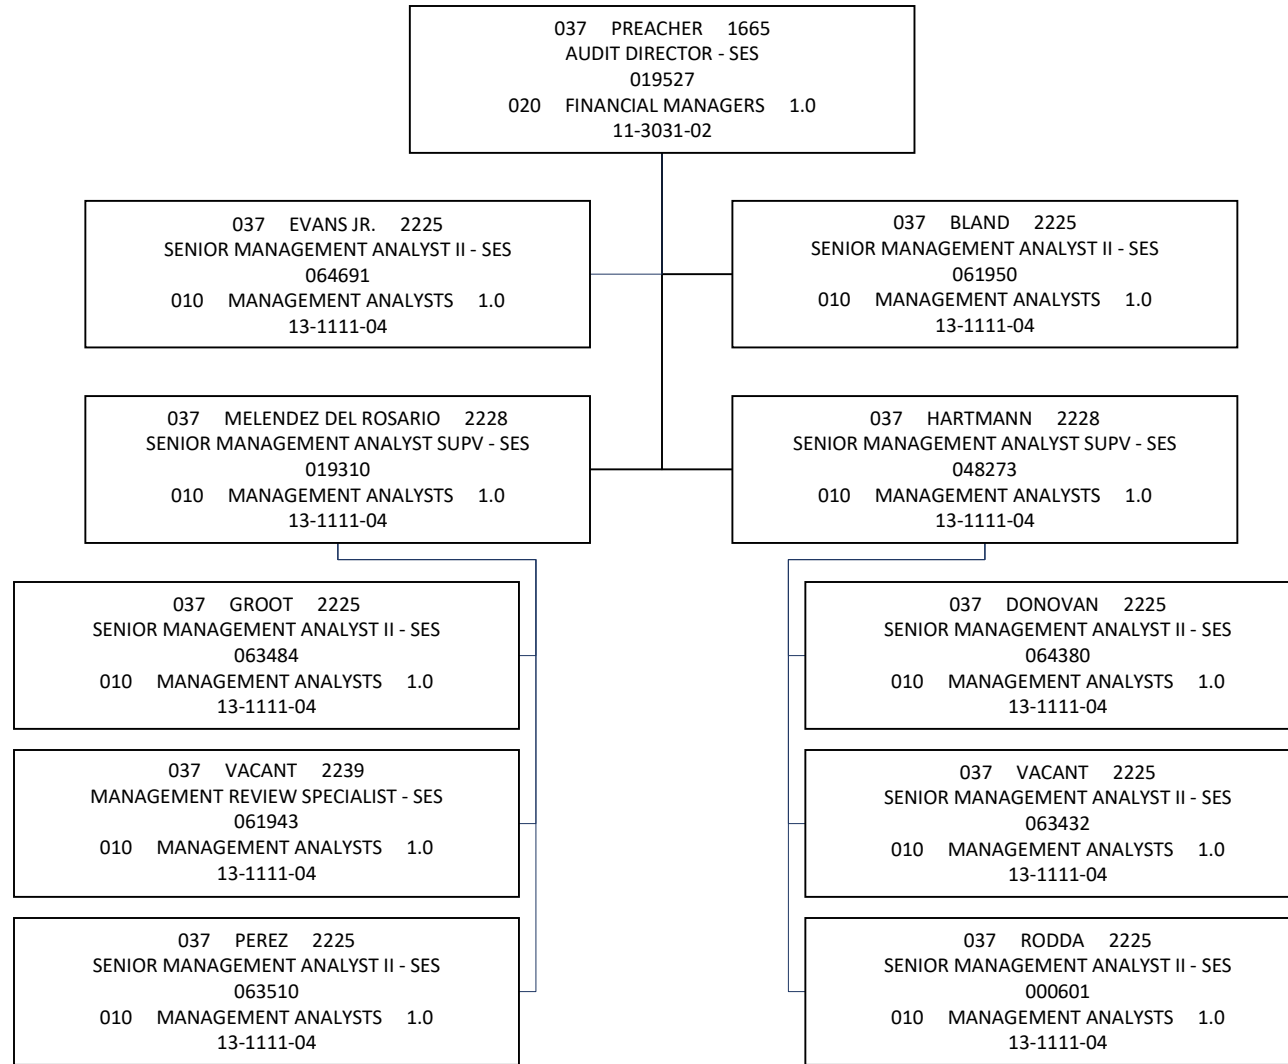 037 PREACHER 1665
AUDIT DIRECTOR - SES
019527
020 FINANCIAL MANAGERS 1.0
11-3031-02
037 EVANS JR. 2225
SENIOR MANAGEMENT ANALYST II - SES
064691
010 MANAGEMENT ANALYSTS 1.0
13-1111-04
037 BLAND 2225
SENIOR MANAGEMENT ANALYST II - SES
061950
010 MANAGEMENT ANALYSTS 1.0
13-1111-04
037 MELENDEZ DEL ROSARIO 2228
SENIOR MANAGEMENT ANALYST SUPV - SES
019310
010 MANAGEMENT ANALYSTS 1.0
13-1111-04
037 HARTMANN 2228
SENIOR MANAGEMENT ANALYST SUPV - SES
048273
010 MANAGEMENT ANALYSTS 1.0
13-1111-04
037 GROOT 2225
SENIOR MANAGEMENT ANALYST II - SES
063484
010 MANAGEMENT ANALYSTS 1.0
13-1111-04
037 VACANT 2239
MANAGEMENT REVIEW SPECIALIST - SES
061943
010 MANAGEMENT ANALYSTS 1.0
13-1111-04
037 PEREZ 2225
SENIOR MANAGEMENT ANALYST II - SES
063510
010 MANAGEMENT ANALYSTS 1.0
13-1111-04
037 DONOVAN 2225
SENIOR MANAGEMENT ANALYST II - SES
064380
010 MANAGEMENT ANALYSTS 1.0
13-1111-04
037 VACANT 2225
SENIOR MANAGEMENT ANALYST II - SES
063432
010 MANAGEMENT ANALYSTS 1.0
13-1111-04
037 RODDA 2225
SENIOR MANAGEMENT ANALYST II - SES
000601
010 MANAGEMENT ANALYSTS 1.0
13-1111-04